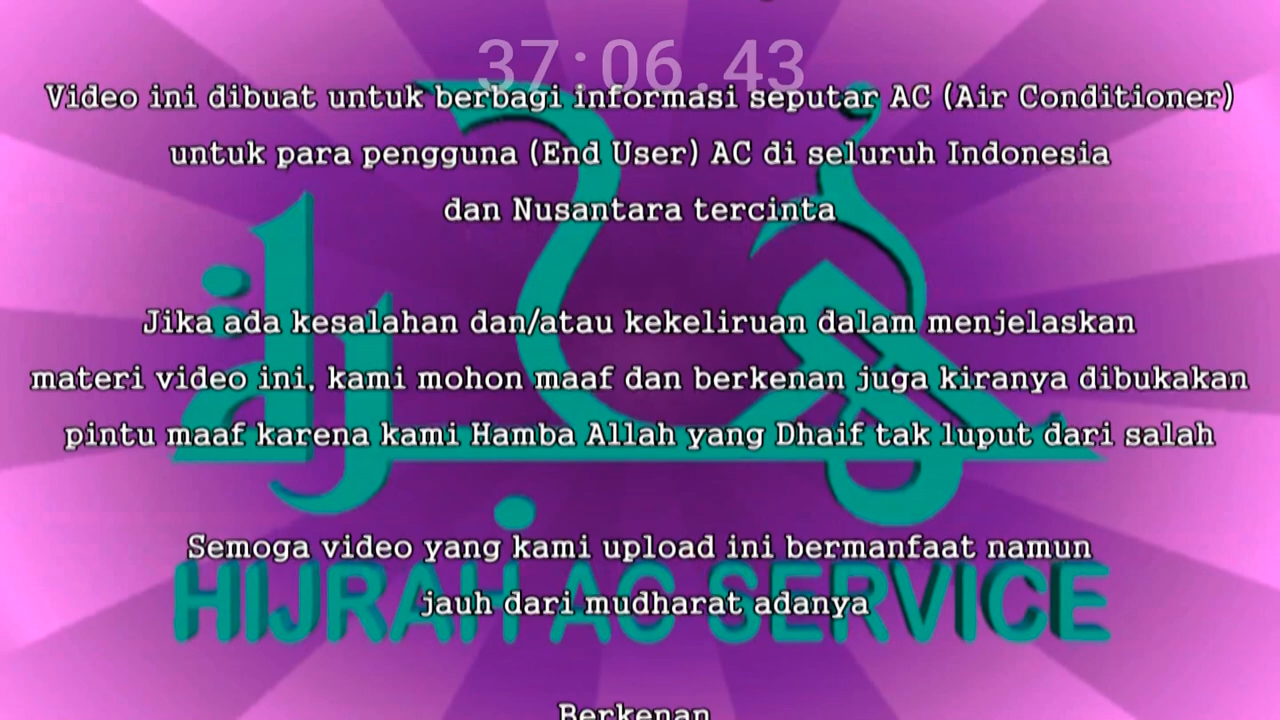 37:06.43
Video ini dibuat untuk berbagi informasi seputar AC (Air Conditioner)
untuk para pengguna (End User) AC di seluruh Indonesia
dan Nusantara tercinta
Jika ada kesalahan dan/atau kekeliruan dalam menjelaskan
materi video ini, kami mohon maaf dan berkenan juga kiranya dibukakan
pintu maaf karena kami Hamba Allah yang Dhaif tak luput dari salah
Semoga video yang kami upload ini bermanfaat namun
jauh dari mudharat adanya
HIJRAH AC SERVICE
Berkenan